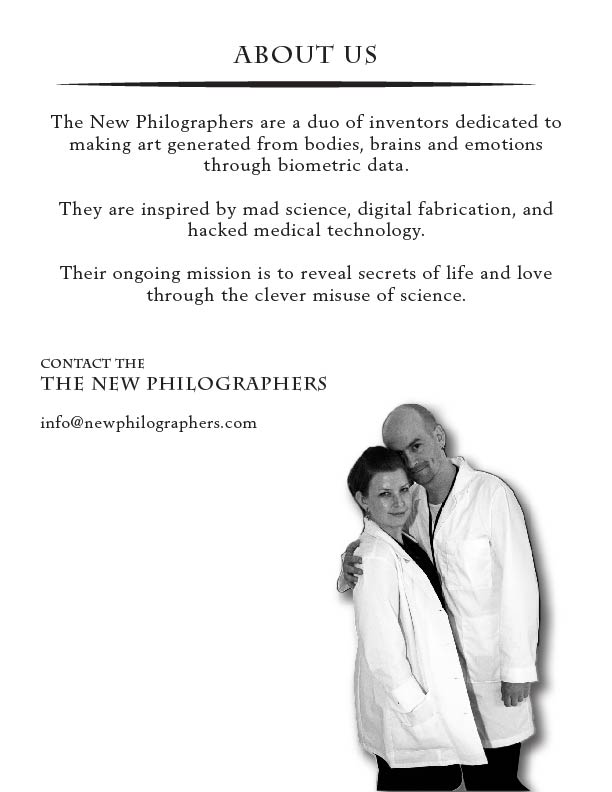 ABOUT US
The New Philographers are a duo of inventors dedicated to
making art generated from bodies, brains and emotions
through biometric data.
They are inspired by mad science, digital fabrication, and
hacked medical technology.
Their ongoing mission is to reveal secrets of life and love
through the clever misuse of science.
CONTACT THE
THE NEW PHILOGRAPHERS
info@newphilographers.com